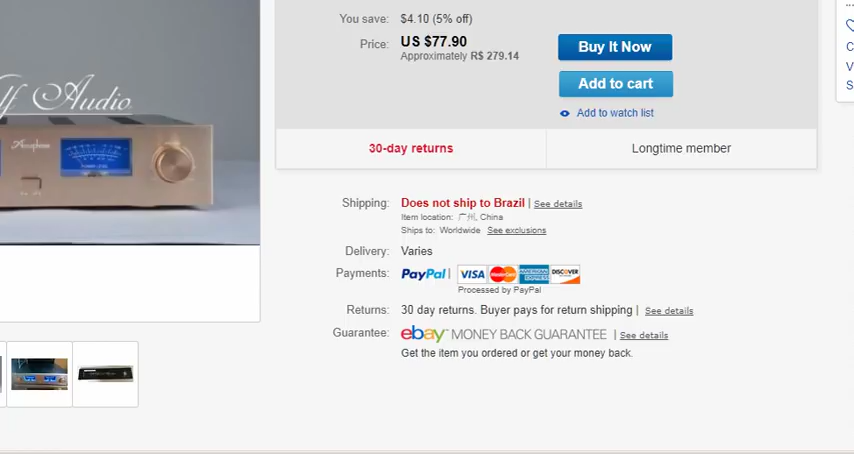 You save: $4.10 (5% off)
Price: US $77.90
Approximately R$ 279.14
Buy It Now
Add to cart
Add to watch list
30-day returns
Longtime member
Audio
Accuphase
POWER LEVEL
Shipping: Does not ship to Brazil | See details
Item location: 广州, China
Ships to: Worldwide See exclusions
Delivery: Varies
Payments: PayPal | VISA MasterCard AMERICAN EXPRESS DISCOVER
Processed by PayPal
Returns: 30 day returns. Buyer pays for return shipping | See details
Guarantee: ebay MONEY BACK GUARANTEE | See details
Get the item you ordered or get your money back.
C
V
S